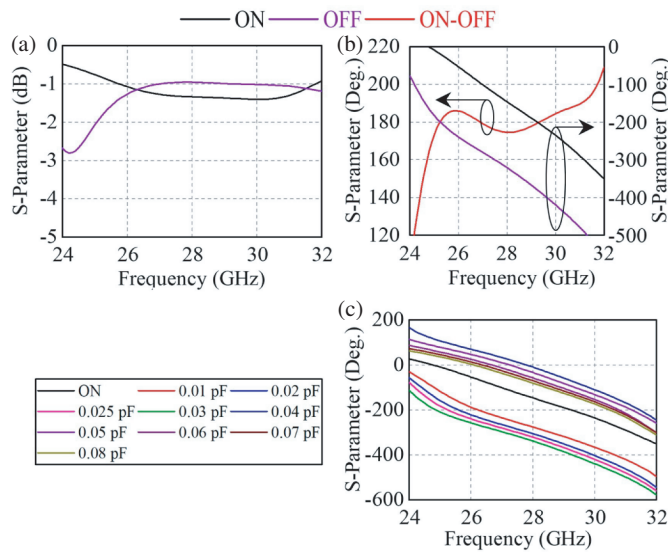 ON OFF ON-OFF
(a)
S-Parameter (dB)
0
-1
-2
-3
-4
-5
24 26 28 30 32
Frequency (GHz)
(b)
S-Parameter (Deg.)
220
200
180
160
140
120
24 26 28 30 32
Frequency (GHz)
0
-100
-200
-300
-400
-500
S-Parameter (Deg.)
ON 0.01 pF 0.02 pF
0.025 pF 0.03 pF 0.04 pF
0.05 pF 0.06 pF 0.07 pF
0.08 pF
(c)
S-Parameter (Deg.)
200
0
-200
-400
-600
24 26 28 30 32
Frequency (GHz)